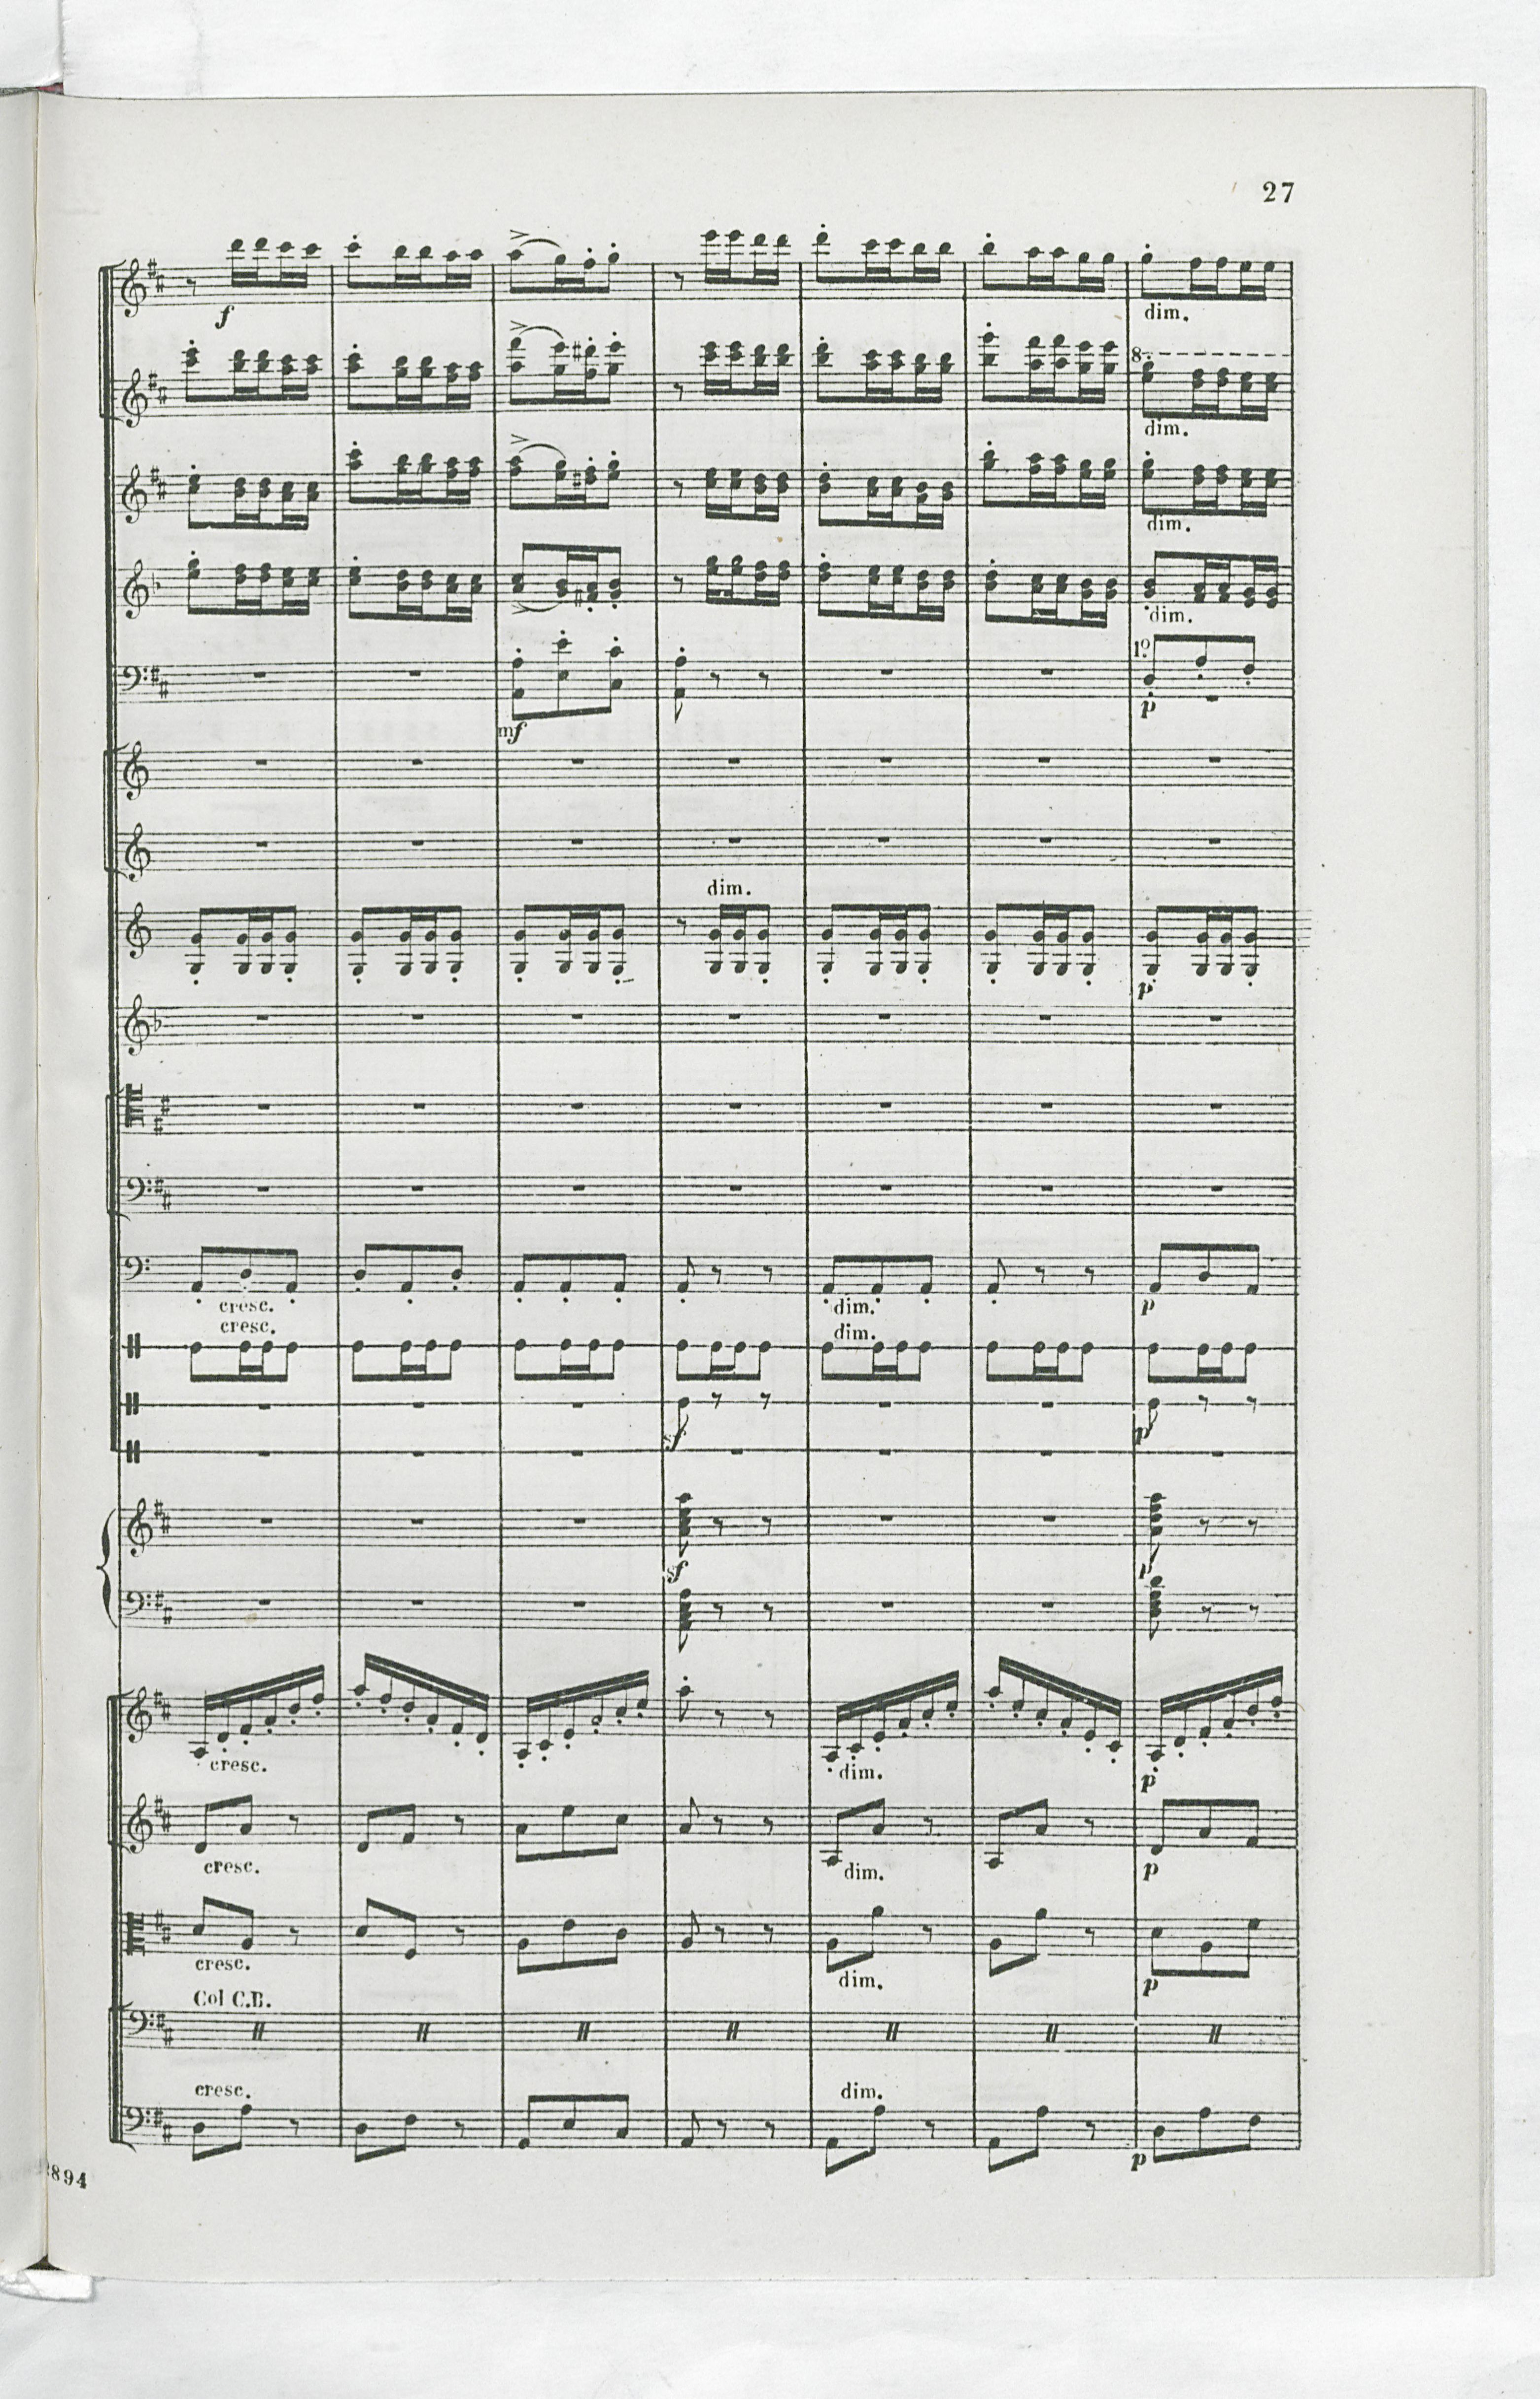 27
f
dim.
8
dim.
dim.
dim.
1º
mf
p
dim.
p
cresc.
dim.
p
cresc.
dim.
sf
p
sf
p
cresc.
dim.
p
cresc.
dim.
p
cresc.
dim.
p
Col C.B.
cresc.
dim.
p
894